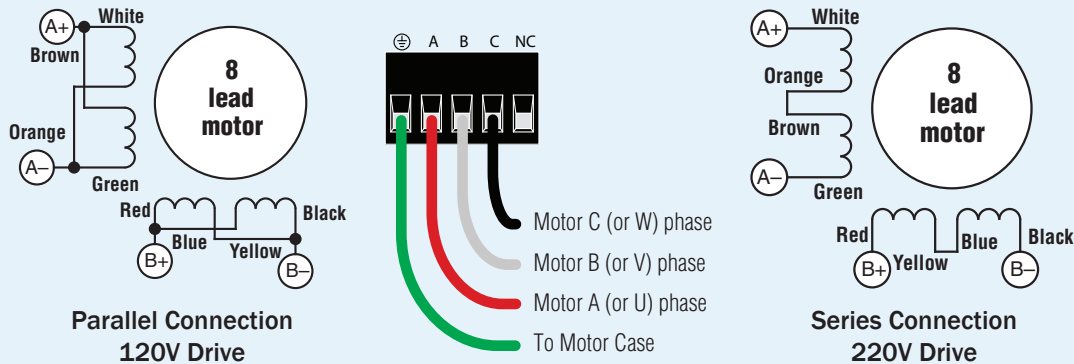 A+
White
Brown
8
lead
motor
Orange
A–
Green
Red
Black
Blue
Yellow
B+
B–
Parallel Connection
120V Drive
A
B
C
NC
Motor C (or W) phase
Motor B (or V) phase
Motor A (or U) phase
To Motor Case
A+
White
Orange
8
lead
motor
Brown
A–
Green
Red
Blue
Black
Yellow
B+
B–
Series Connection
220V Drive